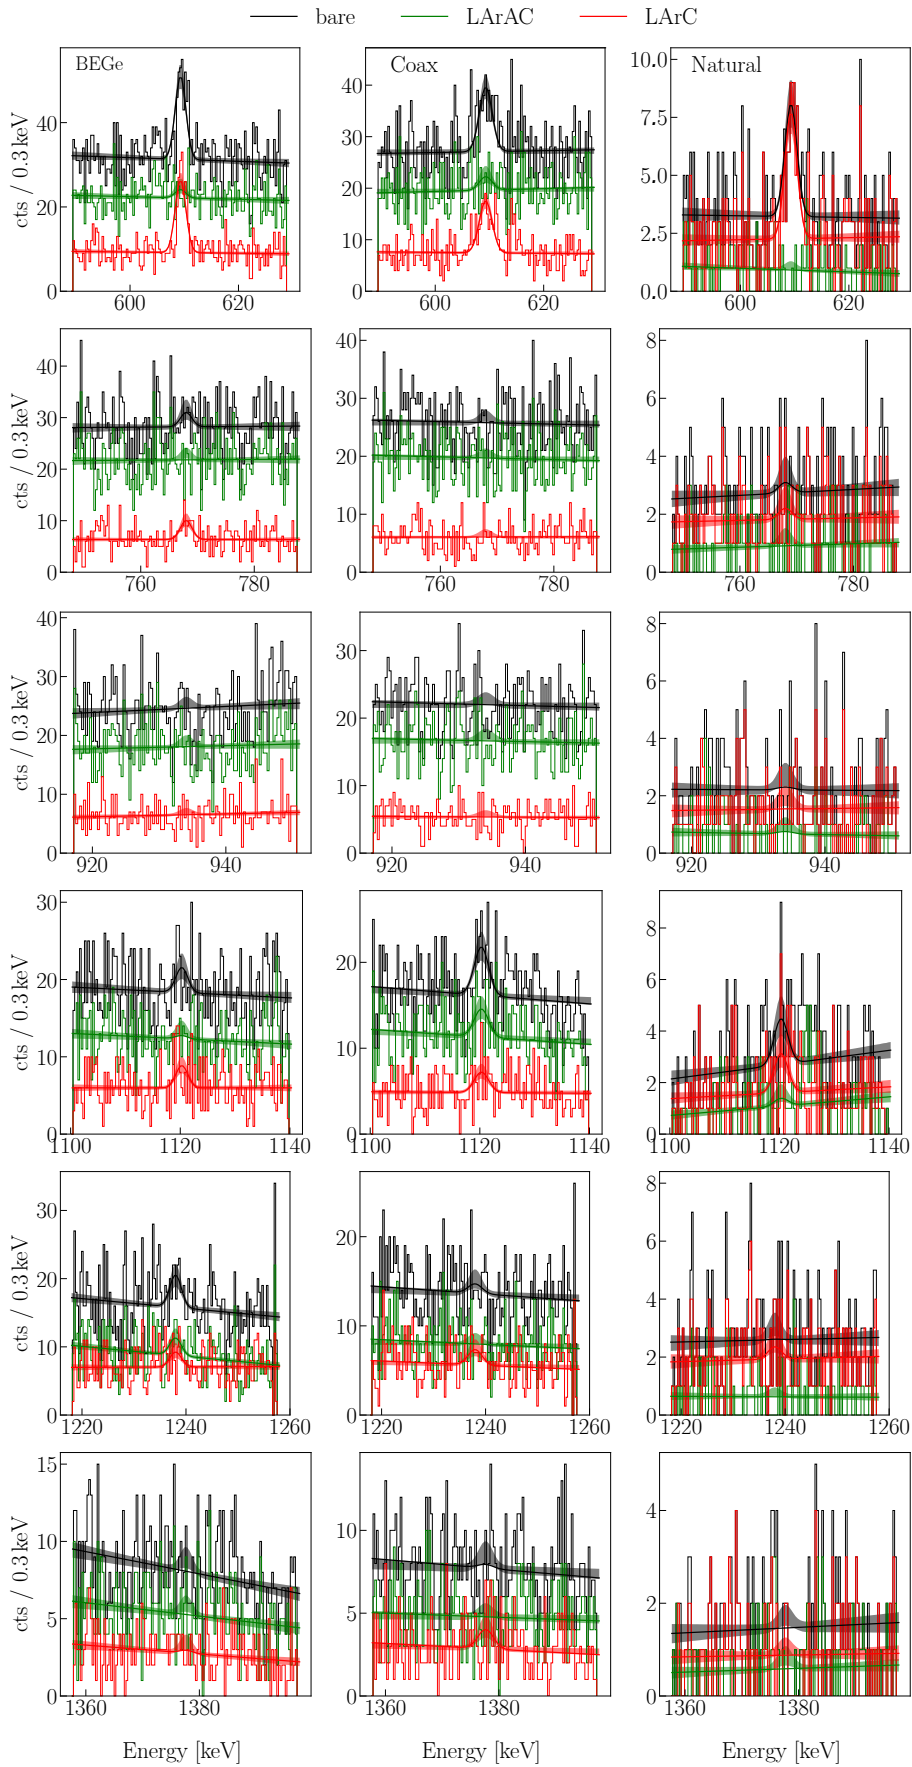 bare LArAC LArC
BEGe Coax Natural
cts / 0.3 keV
0 20 40
600 620
0 10 20 30 40
600 620
0.0 2.5 5.0 7.5 10.0
600 620
cts / 0.3 keV
0 10 20 30 40
760 780
0 10 20 30 40
760 780
0 2 4 6 8
760 780
cts / 0.3 keV
0 10 20 30 40
920 940
0 10 20 30
920 940
0 2 4 6 8
920 940
cts / 0.3 keV
0 10 20 30
1100 1120 1140
0 10 20
1100 1120 1140
0 2 4 6 8
1100 1120 1140
cts / 0.3 keV
0 10 20 30
1220 1240 1260
0 10 20
1220 1240 1260
0 2 4 6 8
1220 1240 1260
cts / 0.3 keV
0 5 10 15
1360 1380
0 5 10
1360 1380
0 2 4
1360 1380
Energy [keV] Energy [keV] Energy [keV]